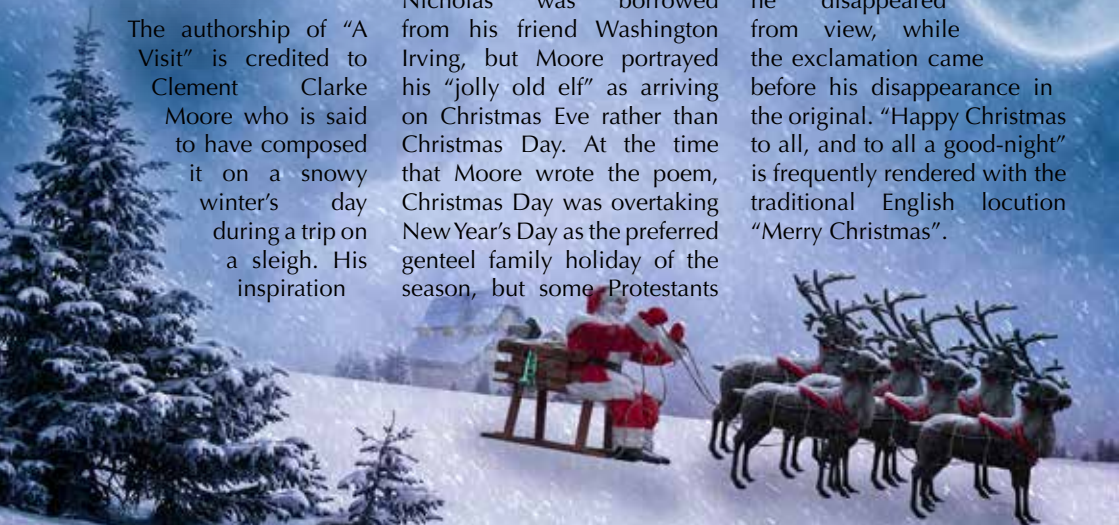 The authorship of “A
Visit” is credited to
Clement Clarke
Moore who is said
to have composed
it on a snowy
winter’s day
during a trip on
a sleigh. His
inspiration
Nicholas was borrowed
from his friend Washington
Irving, but Moore portrayed
his “jolly old elf” as arriving
on Christmas Eve rather than
Christmas Day. At the time
that Moore wrote the poem,
Christmas Day was overtaking
New Year’s Day as the preferred
genteel family holiday of the
season, but some Protestants
he disappeared
from view, while
the exclamation came
before his disappearance in
the original. “Happy Christmas
to all, and to all a good-night”
is frequently rendered with the
traditional English locution
“Merry Christmas”.